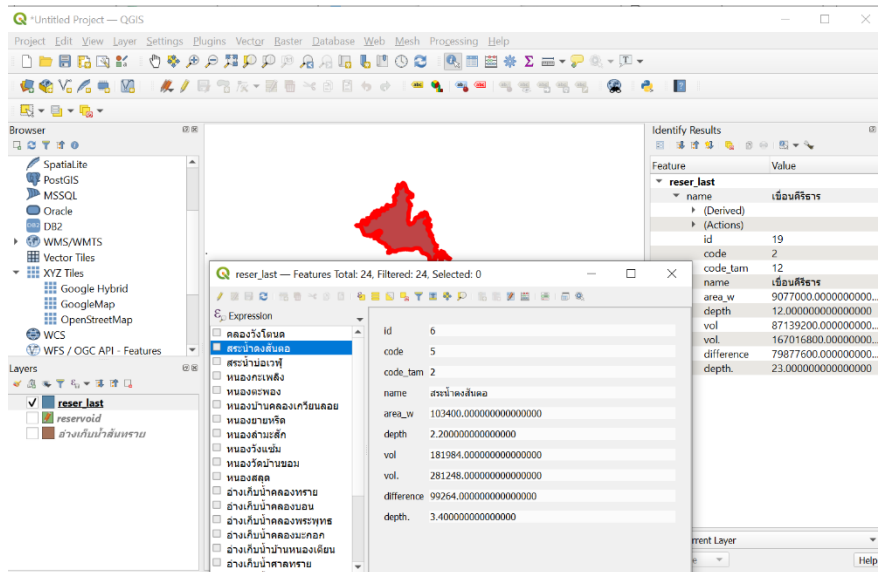 *Untitled Project — QGIS
Project Edit View Layer Settings Plugins Vector Raster Database Web Mesh Processing Help
Browser
SpatiaLite
PostGIS
MSSQL
Oracle
DB2
WMS/WMTS
Vector Tiles
XYZ Tiles
Google Hybrid
GoogleMap
OpenStreetMap
WCS
WFS / OGC API - Features
Layers
reser_last
reservoid
อ่างเก็บน้ำสันทราย
Identify Results
Feature Value
reser_last
name เขื่อนคีรีธาร
(Derived)
(Actions)
id 19
code 2
code_tam 12
name เขื่อนคีรีธาร
area_w 9077000.0000000000...
depth 12.000000000000000
vol 87139200.000000000...
vol. 167016800.00000000...
difference 79877600.000000000...
depth. 23.000000000000000
reser_last — Features Total: 24, Filtered: 24, Selected: 0
Expression
คลองวังโตนด
สระน้ำดงสันตอ
สระน้ำบ่อเวฬุ
หนองกะเพลิง
หนองตะพอง
หนองบ้านคลองเกวียนลอย
หนองยายหรีด
หนองสามะสัก
หนองวังแซ้ม
หนองวัดบ้านขอม
หนองสลุด
อ่างเก็บน้ำคลองทราย
อ่างเก็บน้ำคลองบอน
อ่างเก็บน้ำคลองพระพุทธ
อ่างเก็บน้ำคลองมะกอก
อ่างเก็บน้ำบ้านหนองเตียน
อ่างเก็บน้ำศาลทราย
id 6
code 5
code_tam 2
name สระน้ำดงสันตอ
area_w 103400.000000000000000
depth 2.200000000000000
vol 181984.000000000000000
vol. 281248.000000000000000
difference 99264.000000000000000
depth. 3.400000000000000
rrent Layer
Help